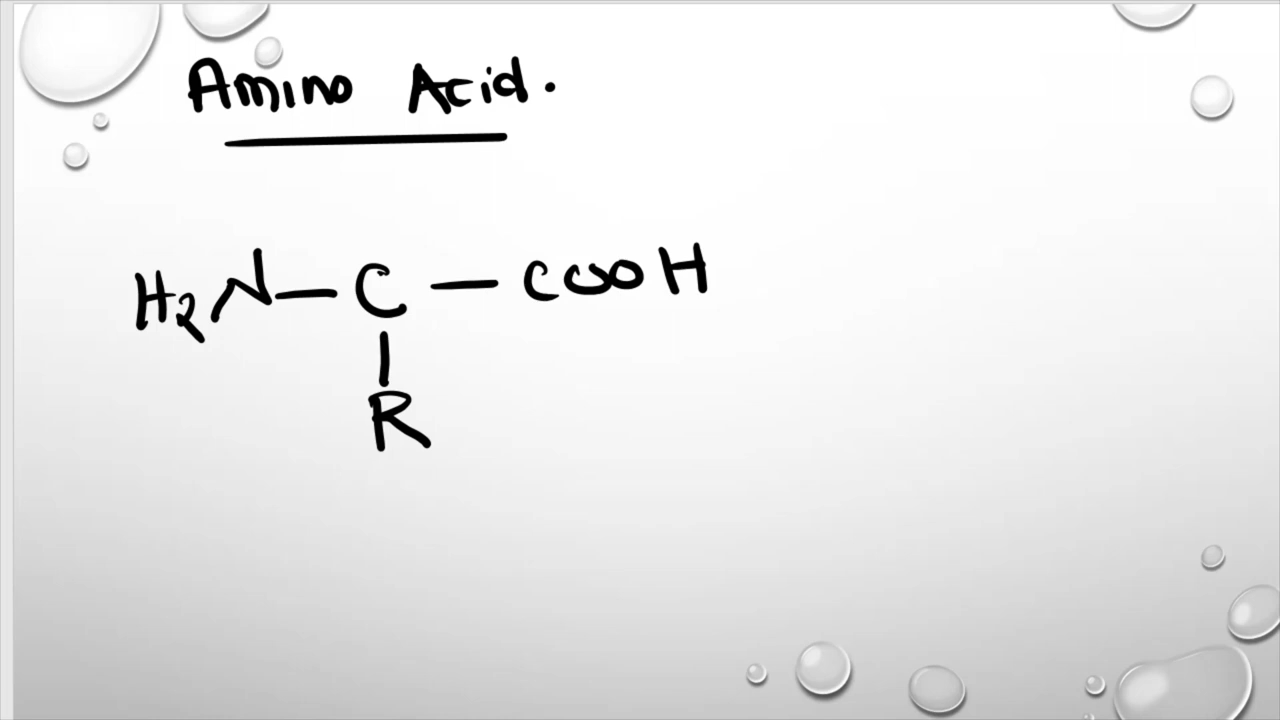 Amino Acid.
H₂N — C — COOH
|
R